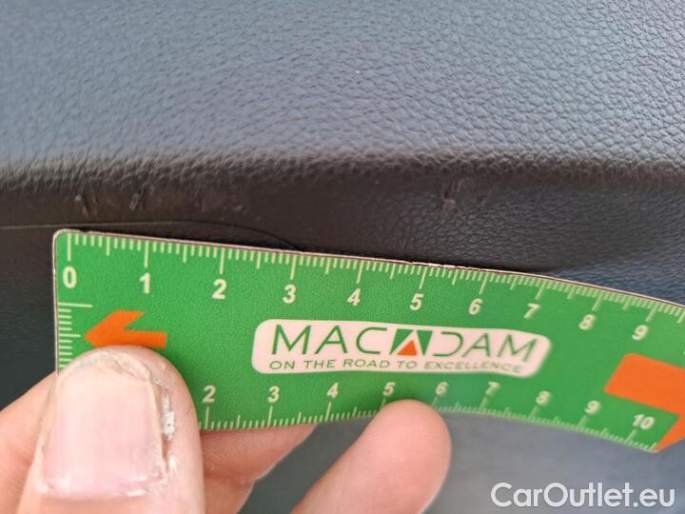 0 1 2 3 4 5 6 7 8 9
MACADAM
ON THE ROAD TO EXCELLENCE
2 3 4 5 6 7 8 9 10
CarOutlet.eu